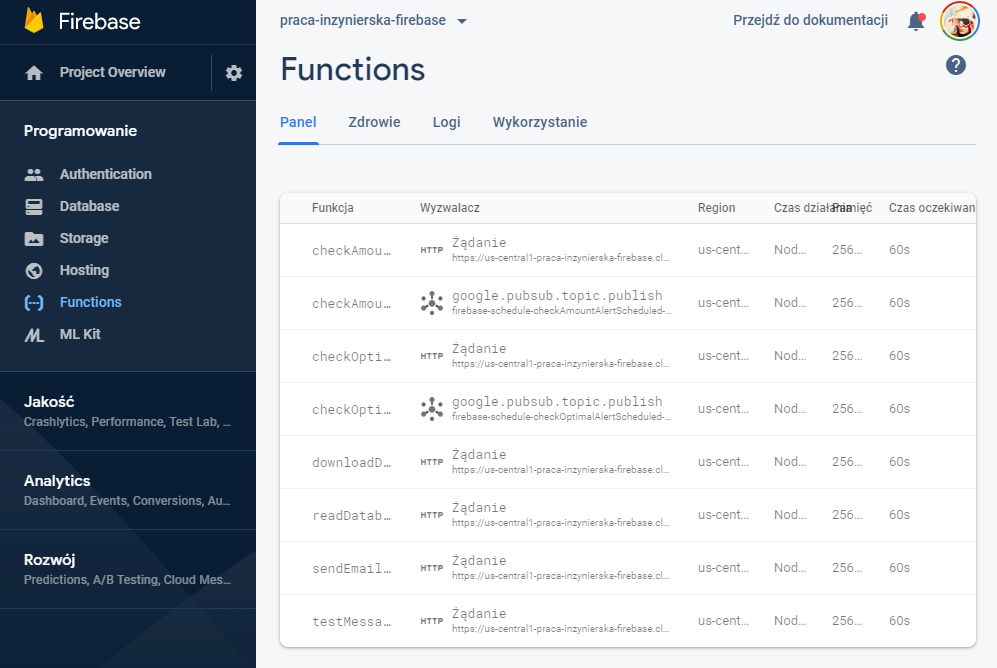 Firebase
praca-inzynierska-firebase
Przejdź do dokumentacji
Project Overview
Functions
?
Programowanie
Authentication
Database
Storage
Hosting
Functions
ML Kit
Jakość
Crashlytics, Performance, Test Lab, ...
Analytics
Dashboard, Events, Conversions, Au...
Rozwój
Predictions, A/B Testing, Cloud Mes...
Panel Zdrowie Logi Wykorzystanie
Funkcja Wyzwalacz Region Czas działania Pamięć Czas oczekiwan
checkAmou... HTTP Żądanie us-cent... Nod... 256... 60s
https://us-central1-praca-inzynierska-firebase.cl...
checkAmou... google.pubsub.topic.publish us-cent... Nod... 256... 60s
firebase-schedule-checkAmountAlertScheduled-...
checkOpti... HTTP Żądanie us-cent... Nod... 256... 60s
https://us-central1-praca-inzynierska-firebase.cl...
checkOpti... google.pubsub.topic.publish us-cent... Nod... 256... 60s
firebase-schedule-checkOptimalAlertScheduled-...
downloadD... HTTP Żądanie us-cent... Nod... 256... 60s
https://us-central1-praca-inzynierska-firebase.cl...
readDatab... HTTP Żądanie us-cent... Nod... 256... 60s
https://us-central1-praca-inzynierska-firebase.cl...
sendEmail... HTTP Żądanie us-cent... Nod... 256... 60s
https://us-central1-praca-inzynierska-firebase.cl...
testMessa... HTTP Żądanie us-cent... Nod... 256... 60s
https://us-central1-praca-inzynierska-firebase.cl...